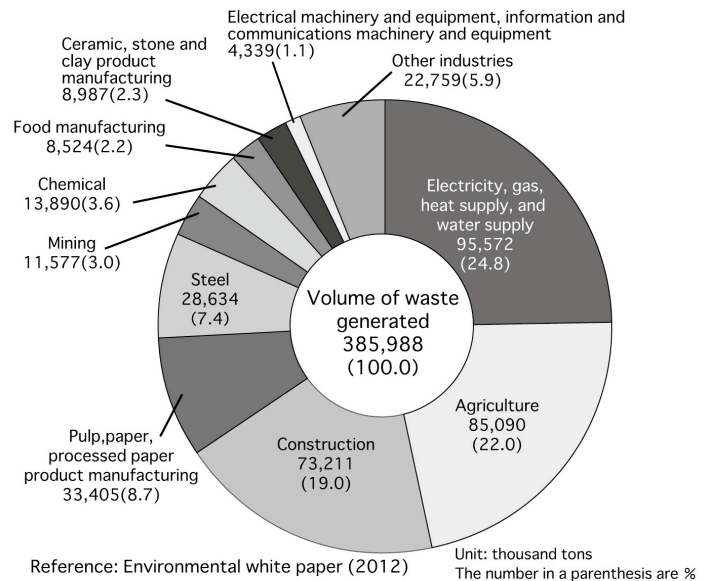 Electrical machinery and equipment, information and
communications machinery and equipment
4,339(1.1)
Ceramic, stone and
clay product
manufacturing
8,987(2.3)
Other industries
22,759(5.9)
Food manufacturing
8,524(2.2)
Chemical
13,890(3.6)
Mining
11,577(3.0)
Steel
28,634
(7.4)
Electricity, gas,
heat supply, and
water supply
95,572
(24.8)
Volume of waste
generated
385,988
(100.0)
Agriculture
85,090
(22.0)
Construction
73,211
(19.0)
Pulp,paper,
processed paper
product manufacturing
33,405(8.7)
Reference: Environmental white paper (2012)
Unit: thousand tons
The number in a parenthesis are %